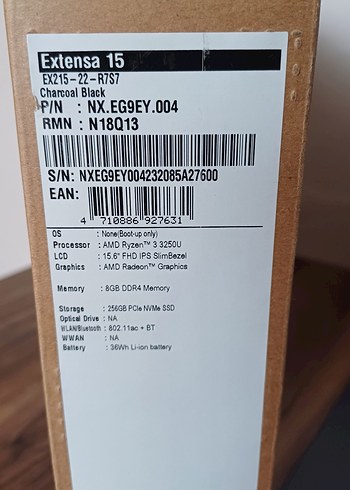 Extensa 15
EX215-22-R7S7
Charcoal Black
P/N : NX.EG9EY.004
RMN : N18Q13
S/N: NXEG9EY004232085A27600
EAN:
4 710886 927631
OS : None(Boot-up only)
Processor : AMD Ryzen™ 3 3250U
LCD : 15.6" FHD IPS SlimBezel
Graphics : AMD Radeon™ Graphics
Memory : 8GB DDR4 Memory
Storage : 256GB PCIe NVMe SSD
Optical Drive : NA
WLAN/Bluetooth : 802.11ac + BT
WWAN : NA
Battery : 36Wh Li-ion battery